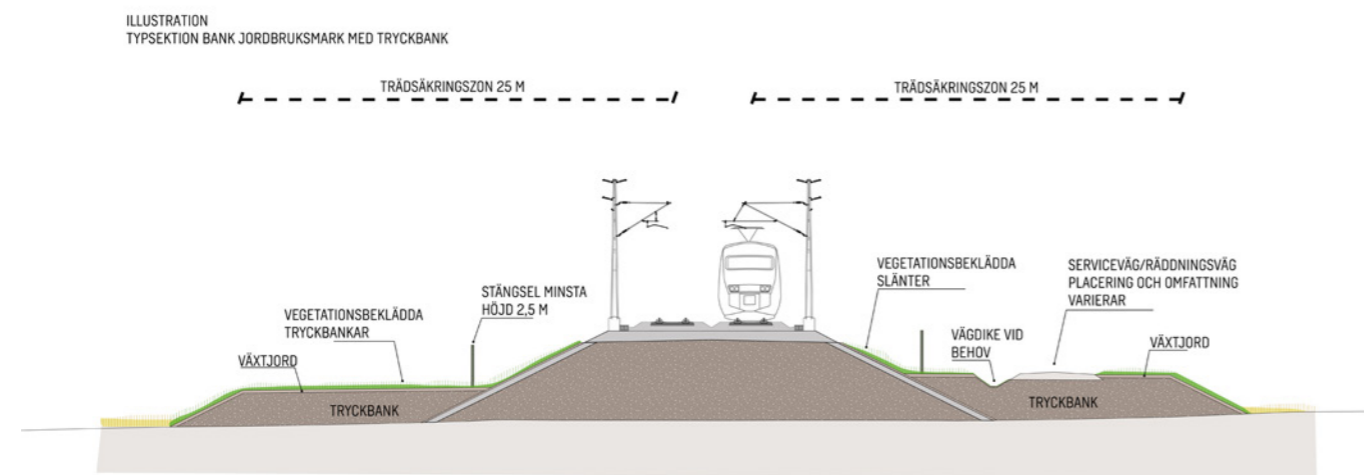 ILLUSTRATION
TYPSEKTION BANK JORDBRUKSMARK MED TRYCKBANK
TRÄDSÄKRINGSZON 25 M
TRÄDSÄKRINGSZON 25 M
VEGETATIONSBEKLÄDDA
TRYCKBANKAR
STÄNGSEL MINSTA
HÖJD 2,5 M
VEGETATIONSBEKLÄDDA
SLÄNTER
SERVICEVÄG/RÄDDNINGSVÄG
PLACERING OCH OMFATTNING
VARIERAR
VÄXTJORD
VÄGDIKE VID
BEHOV
VÄXTJORD
TRYCKBANK
TRYCKBANK